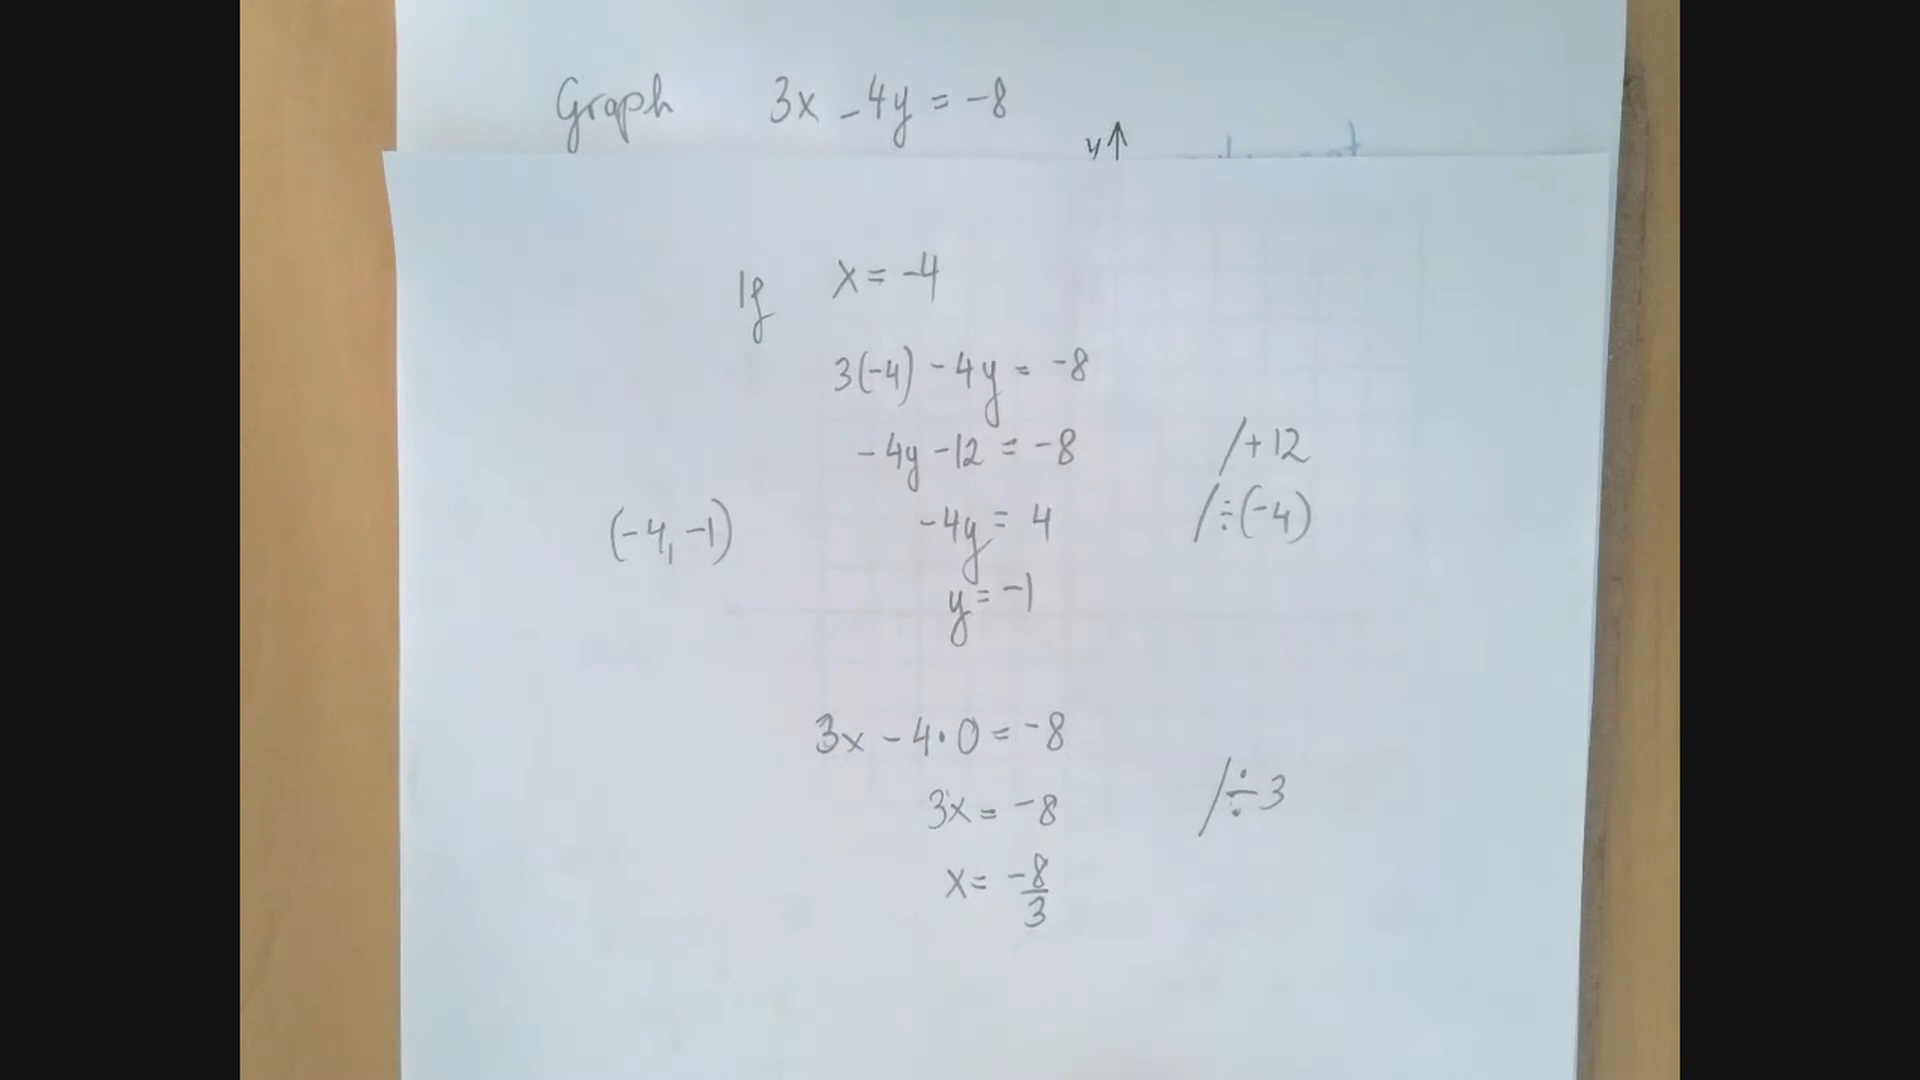 Graph 3x - 4y = -8
y
If x = -4
3(-4) - 4y = -8
-4y - 12 = -8 /+12
(-4, -1) -4y = 4 /÷(-4)
y = -1
3x - 4·0 = -8
3x = -8 /÷3
x = -8/3